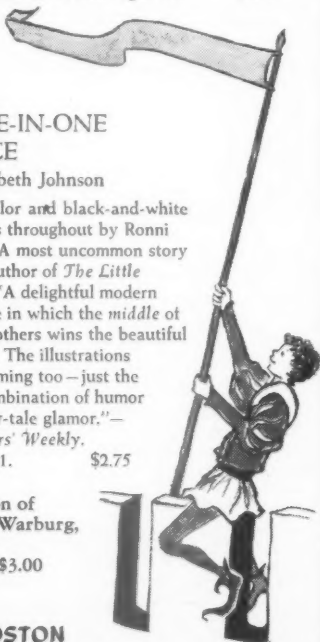 E-IN-ONE
CE
beth Johnson
lor and black-and-white
s throughout by Ronni
A most uncommon story
uthor of The Little
"A delightful modern
e in which the middle of
others wins the beautiful
The illustrations
ming too—just the
mbination of humor
y-tale glamor."—
rs' Weekly.
1. $2.75
n of
Warburg,
$3.00
OSTON